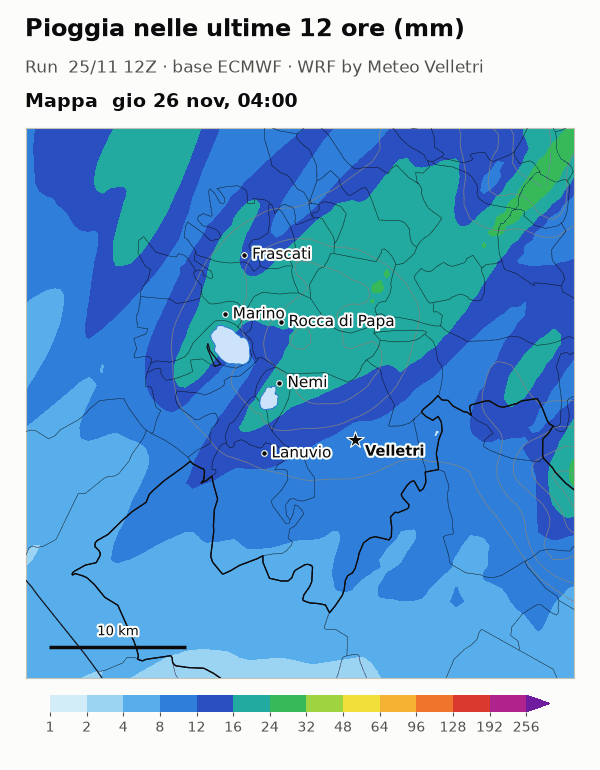 Pioggia nelle ultime 12 ore (mm)
Run  25/11 12Z · base ECMWF · WRF by Meteo Velletri
Mappa  gio 26 nov, 04:00
Frascati
Marino
Rocca di Papa
Nemi
Velletri
Lanuvio
10 km
1 2 4 8 12 16 24 32 48 64 96 128 192 256